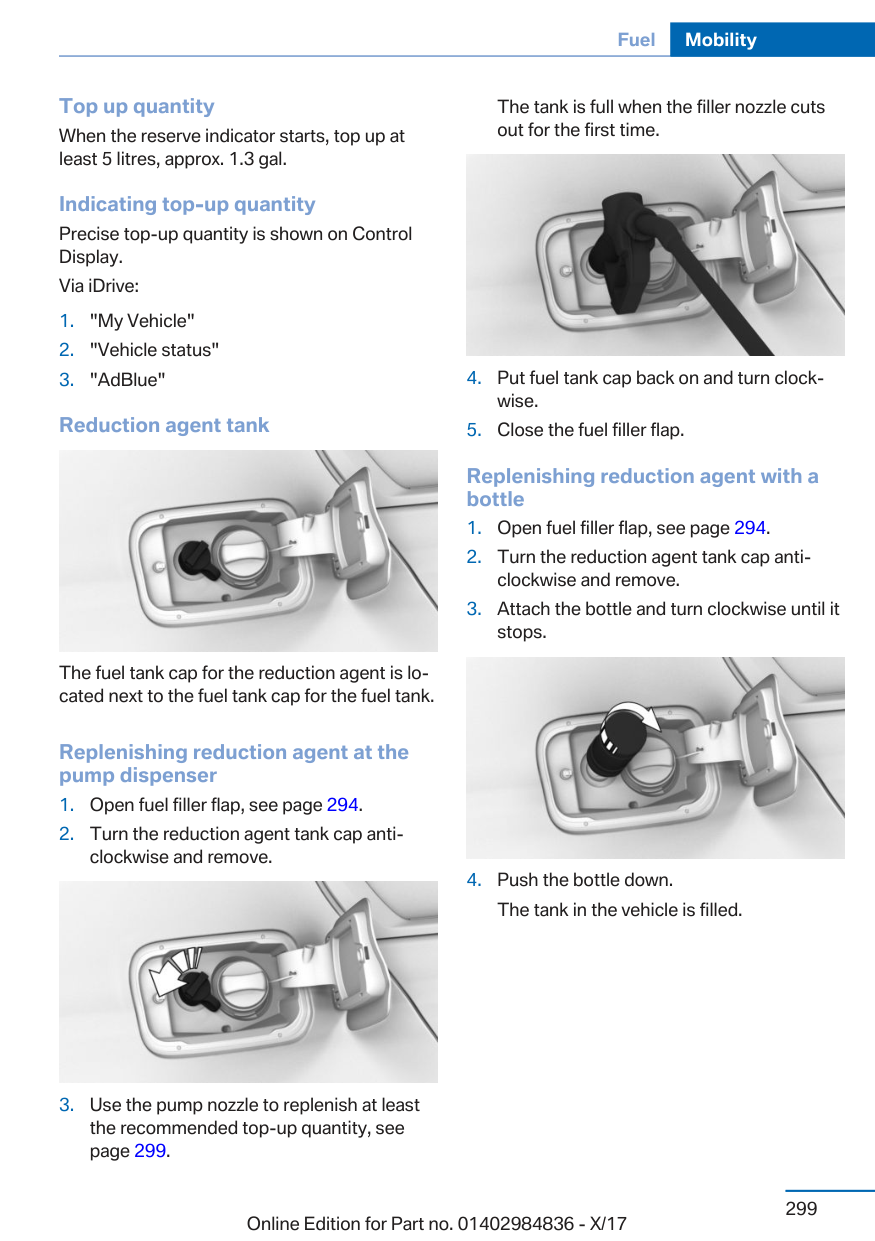 Fuel Mobility
Top up quantity
When the reserve indicator starts, top up at
least 5 litres, approx. 1.3 gal.
Indicating top-up quantity
Precise top-up quantity is shown on Control
Display.
Via iDrive:
1. "My Vehicle"
2. "Vehicle status"
3. "AdBlue"
Reduction agent tank
The fuel tank cap for the reduction agent is lo-
cated next to the fuel tank cap for the fuel tank.
Replenishing reduction agent at the
pump dispenser
1. Open fuel filler flap, see page 294.
2. Turn the reduction agent tank cap anti-
clockwise and remove.
3. Use the pump nozzle to replenish at least
the recommended top-up quantity, see
page 299.
The tank is full when the filler nozzle cuts
out for the first time.
4. Put fuel tank cap back on and turn clock-
wise.
5. Close the fuel filler flap.
Replenishing reduction agent with a
bottle
1. Open fuel filler flap, see page 294.
2. Turn the reduction agent tank cap anti-
clockwise and remove.
3. Attach the bottle and turn clockwise until it
stops.
4. Push the bottle down.
The tank in the vehicle is filled.
299
Online Edition for Part no. 01402984836 - X/17